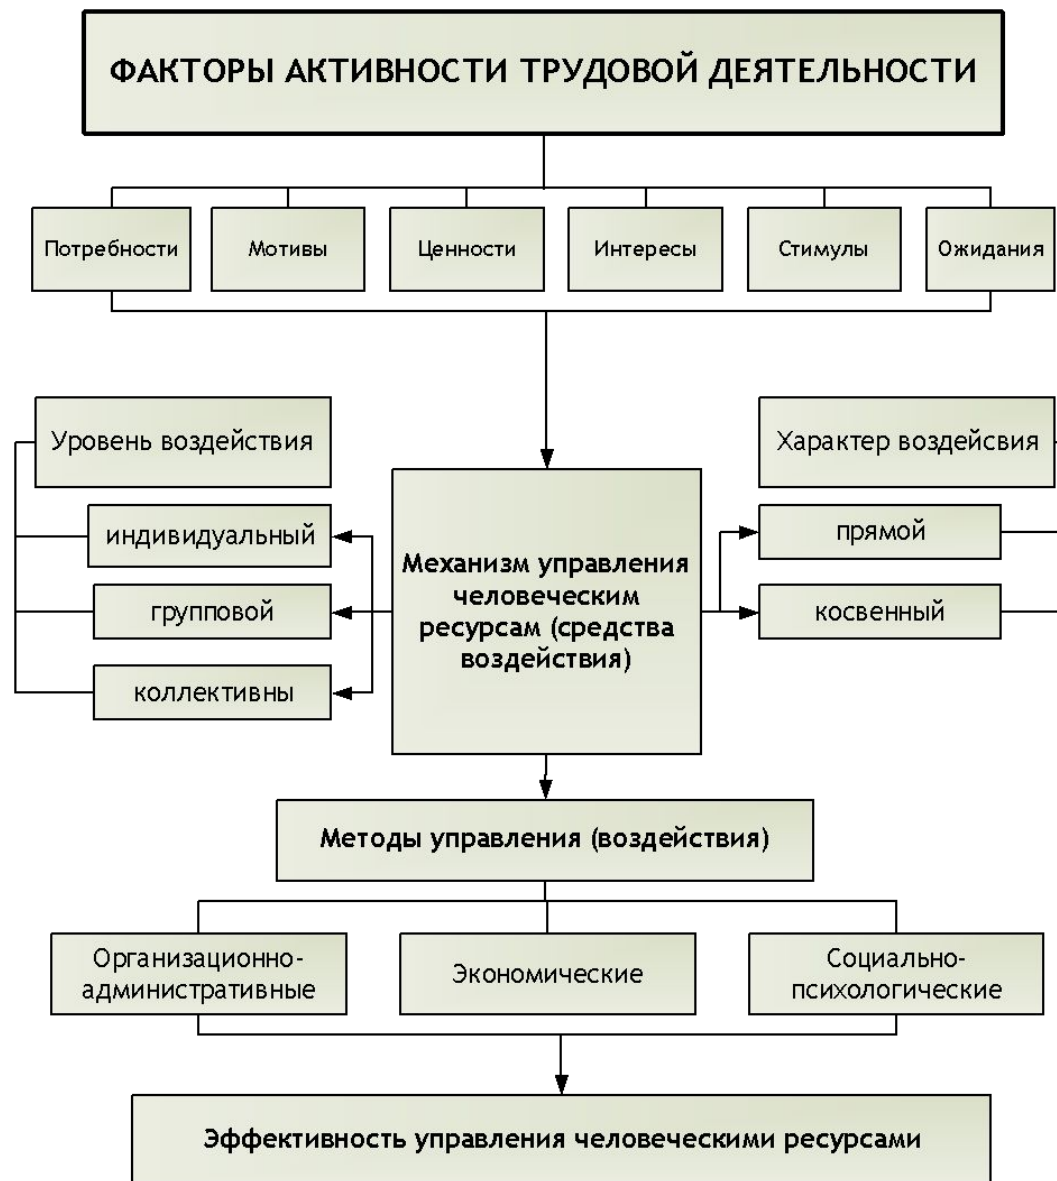 ФАКТОРЫ АКТИВНОСТИ ТРУДОВОЙ ДЕЯТЕЛЬНОСТИ
Потребности
Мотивы
Ценности
Интересы
Стимулы
Ожидания
Уровень воздействия
индивидуальный
групповой
коллективны
Механизм управления
человеческим
ресурсам (средства
воздействия)
Характер воздейсвия
прямой
косвенный
Методы управления (воздействия)
Организационно-
административные
Экономические
Социально-
психологические
Эффективность управления человеческими ресурсами